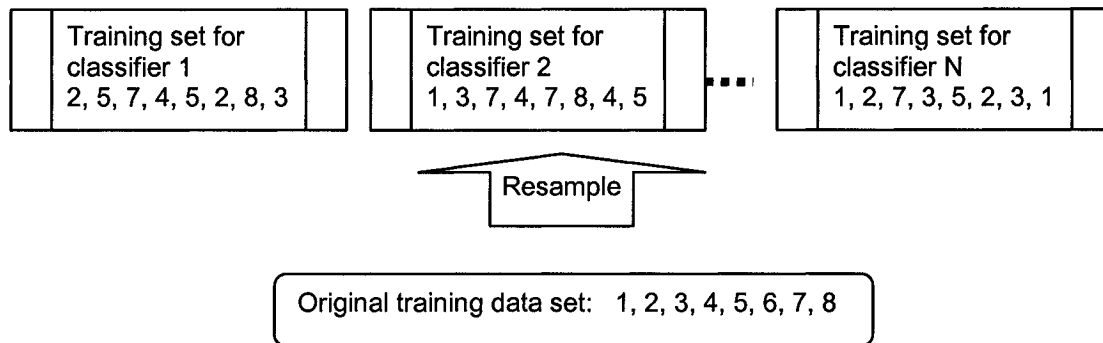 Training set for
classifier 1
2, 5, 7, 4, 5, 2, 8, 3
Training set for
classifier 2
1, 3, 7, 4, 7, 8, 4, 5
Training set for
classifier N
1, 2, 7, 3, 5, 2, 3, 1
Resample
Original training data set: 1, 2, 3, 4, 5, 6, 7, 8